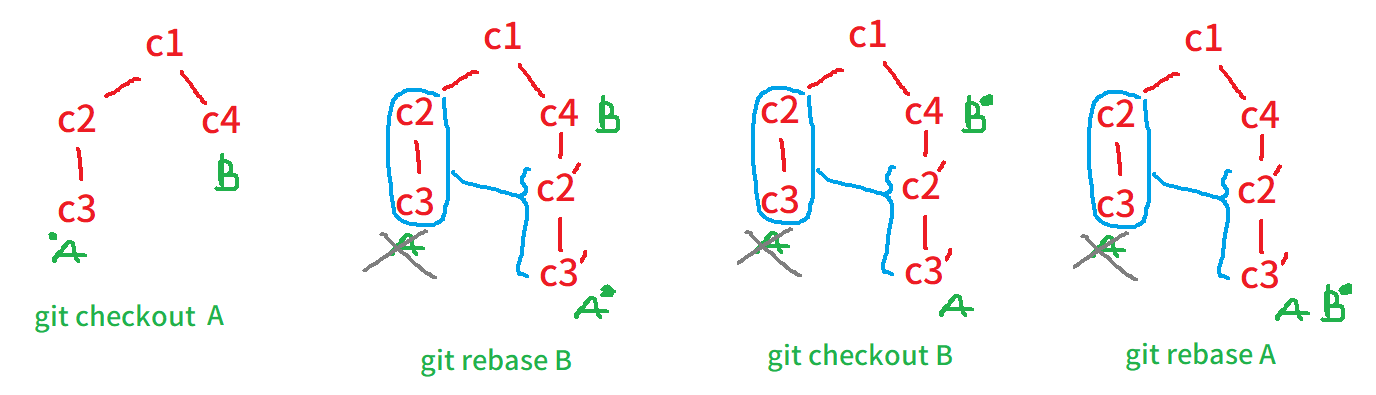 c1
c2
c4
B
c3
A
git checkout A
c1
c2
c4 B
c2'
c3
A
c3'
A
git rebase B
c1
c2
c4 B
c2'
c3
A
c3'
A
git checkout B
c1
c2
c4
c2'
c3
A
c3'
A B
git rebase A